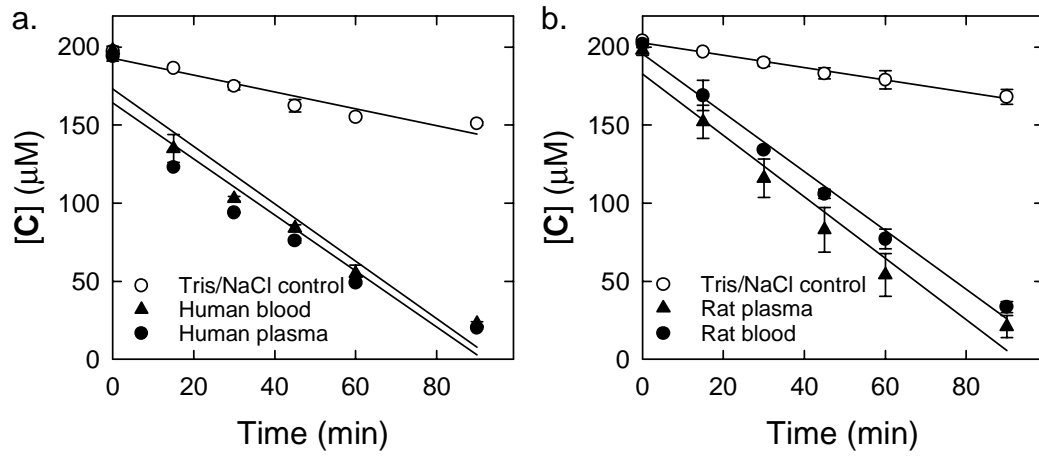 a.
[C] (μM)
200
150
100
50
0
Tris/NaCl control
Human blood
Human plasma
0 20 40 60 80
Time (min)
b.
[C] (μM)
200
150
100
50
0
Tris/NaCl control
Rat plasma
Rat blood
0 20 40 60 80
Time (min)